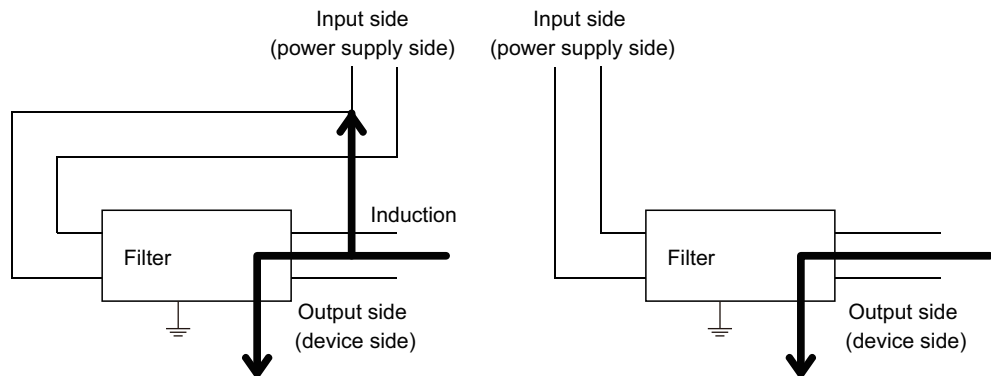 Input side
(power supply side)
Induction
Filter
Output side
(device side)
Input side
(power supply side)
Filter
Output side
(device side)